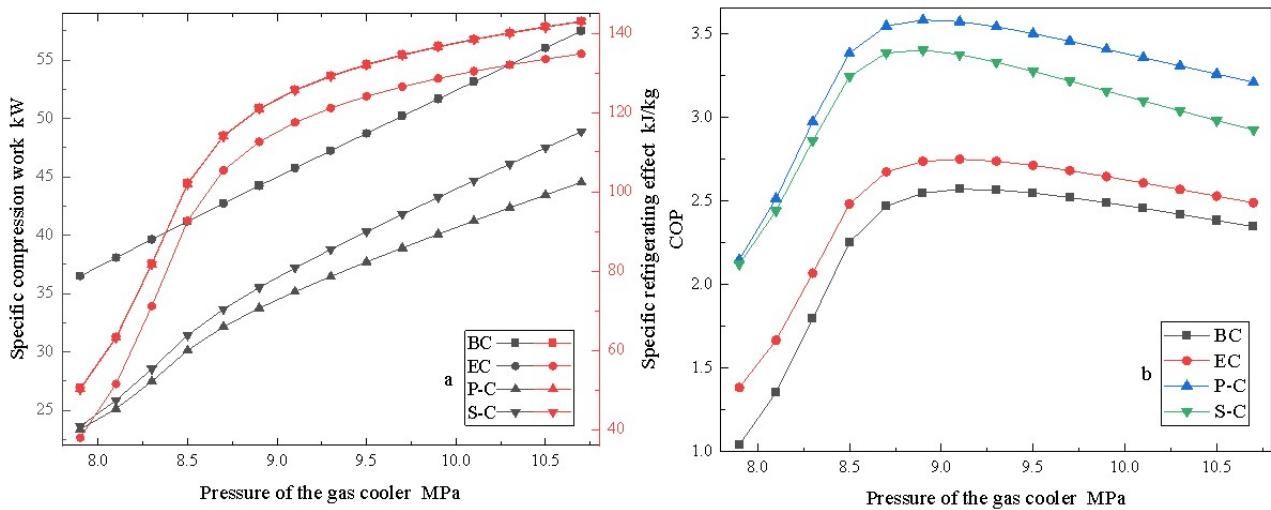 Specific compression work  kW
55
50
45
40
35
30
25
8.0
8.5
9.0
9.5
10.0
10.5
Pressure of the gas cooler  MPa
140
120
100
80
60
40
Specific refrigerating effect  kJ/kg
BC
EC
P-C
S-C
a
COP
3.5
3.0
2.5
2.0
1.5
1.0
8.0
8.5
9.0
9.5
10.0
10.5
Pressure of the gas cooler  MPa
BC
EC
P-C
S-C
b